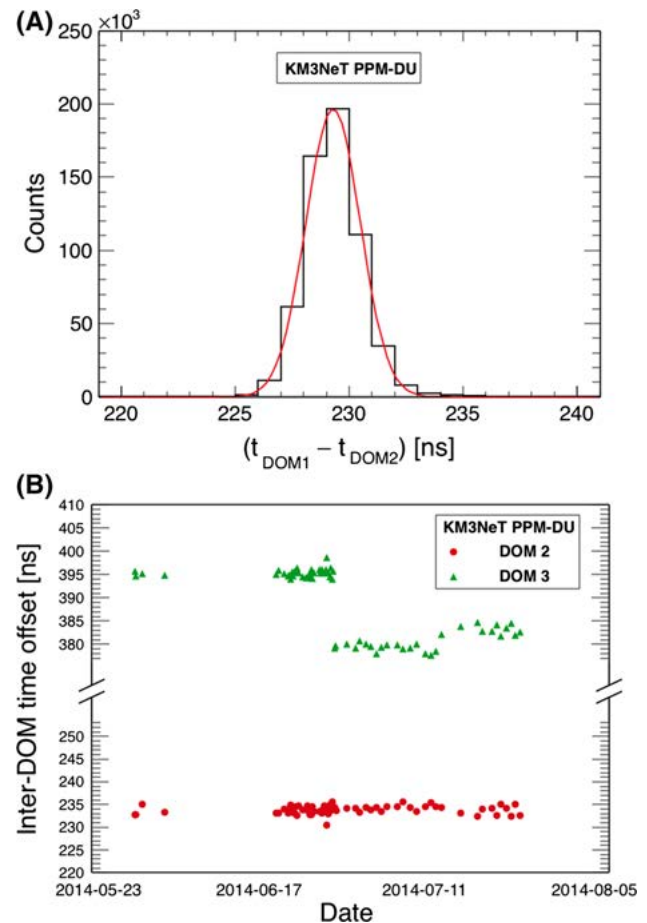 (A)
×10³
250
200
150
100
50
0
Counts
KM3NeT PPM-DU
220 225 230 235 240
(t DOM1 − t DOM2) [ns]
(B)
410
405
400
395
390
385
380
250
245
240
235
230
225
220
Inter-DOM time offset [ns]
KM3NeT PPM-DU
DOM 2
DOM 3
2014-05-23 2014-06-17 2014-07-11 2014-08-05
Date